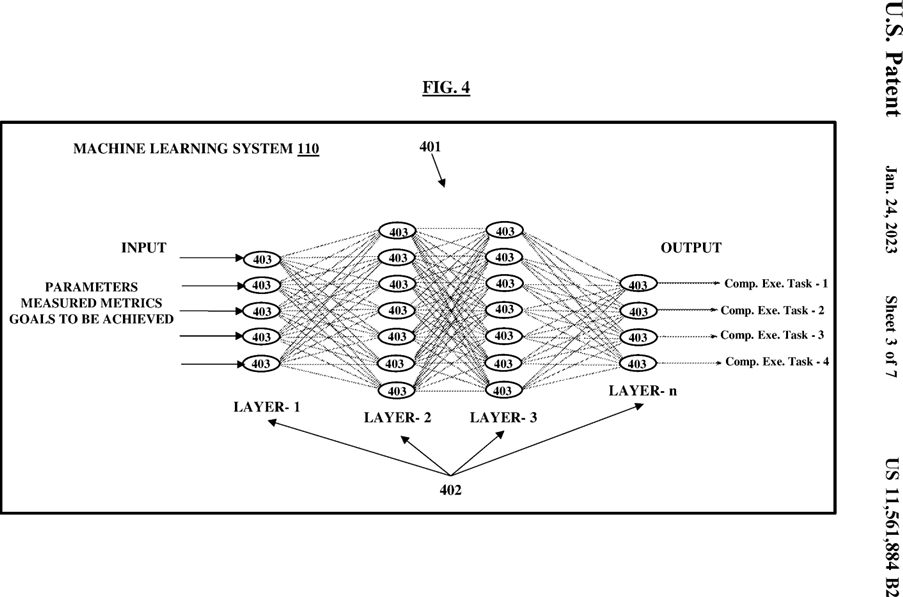 U.S. Patent
Jan. 24, 2023
Sheet 3 of 7
US 11,561,884 B2
FIG. 4
MACHINE LEARNING SYSTEM 110
401
INPUT
PARAMETERS
MEASURED METRICS
GOALS TO BE ACHIEVED
403
403
403
403
403
LAYER- 1
403
403
403
403
403
403
403
LAYER- 2
403
403
403
403
403
403
403
LAYER- 3
403
403
403
403
LAYER- n
OUTPUT
Comp. Exe. Task - 1
Comp. Exe. Task - 2
Comp. Exe. Task - 3
Comp. Exe. Task - 4
402